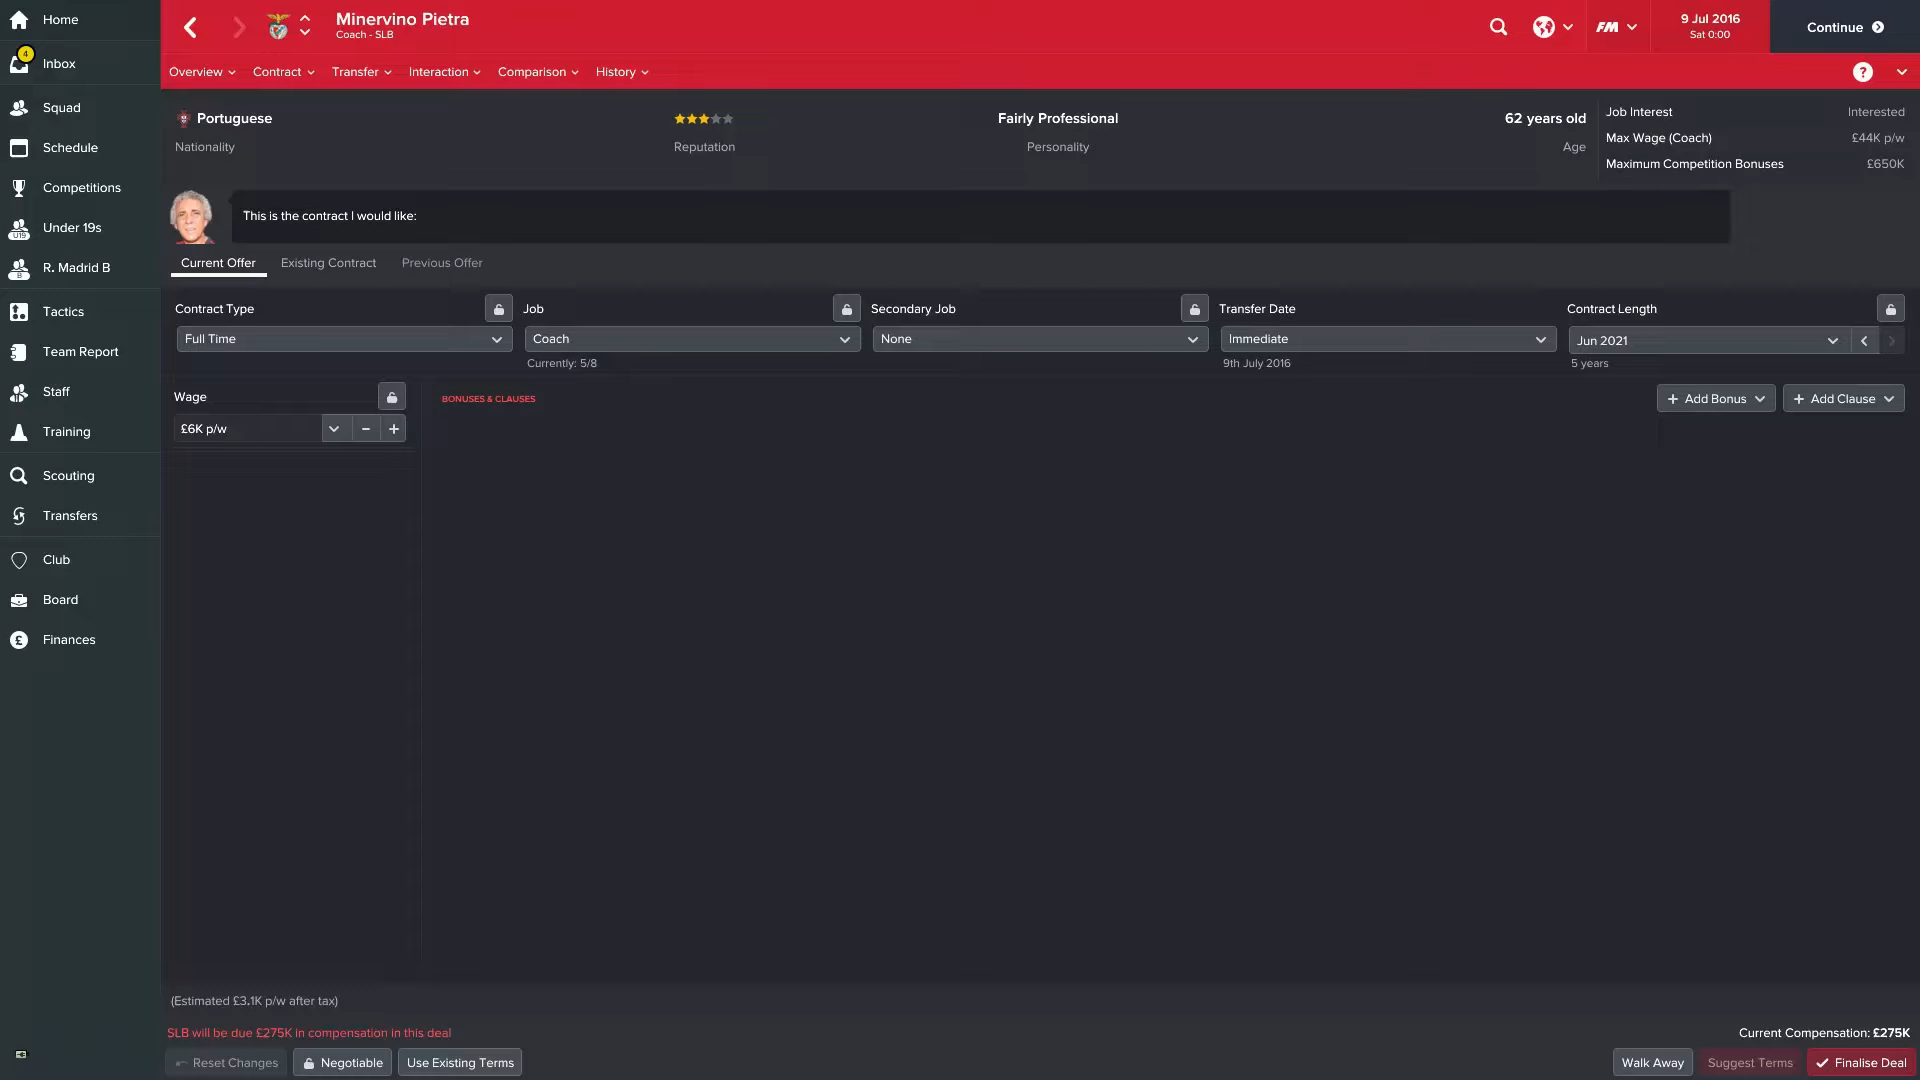 Home
4
Inbox
Squad
Schedule
Competitions
Under 19s
R. Madrid B
Tactics
Team Report
Staff
Training
Scouting
Transfers
Club
Board
Finances
Minervino Pietra
Coach - SLB
FM
9 Jul 2016
Sat 0:00
Continue
Overview
Contract
Transfer
Interaction
Comparison
History
?
Portuguese
Nationality
Reputation
Fairly Professional
Personality
62 years old
Age
Job Interest Interested
Max Wage (Coach) £44K p/w
Maximum Competition Bonuses £650K
This is the contract I would like:
Current Offer
Existing Contract
Previous Offer
Contract Type
Full Time
Job
Coach
Currently: 5/8
Secondary Job
None
Transfer Date
Immediate
9th July 2016
Contract Length
Jun 2021
5 years
Wage
£6K p/w
BONUSES & CLAUSES
+ Add Bonus
+ Add Clause
(Estimated £3.1K p/w after tax)
SLB will be due £275K in compensation in this deal
Current Compensation: £275K
Reset Changes
Negotiable
Use Existing Terms
Walk Away
Suggest Terms
Finalise Deal